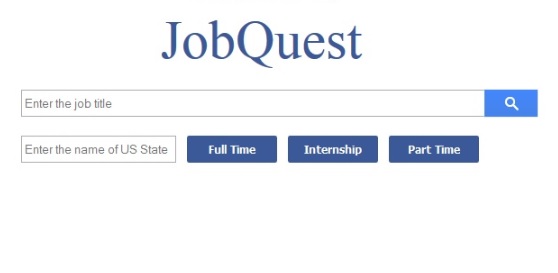 JobQuest
Enter the job title
Enter the name of US State Full Time Internship Part Time